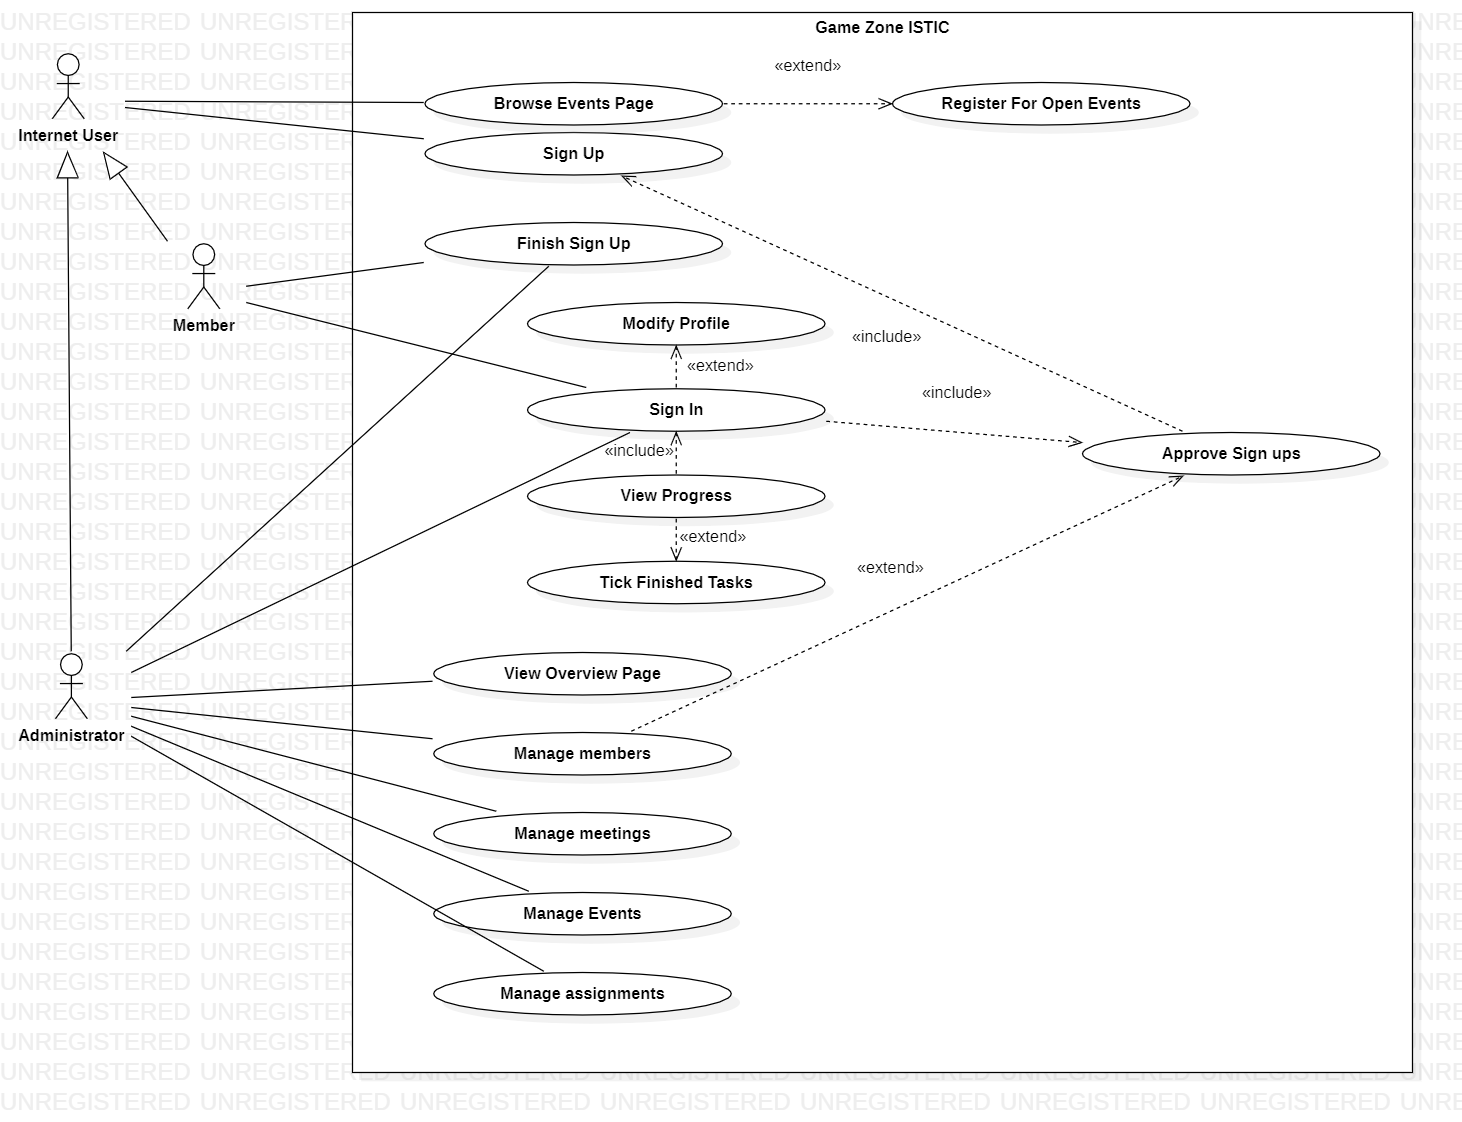 Game Zone ISTIC
«extend»
Browse Events Page
Register For Open Events
Internet User
Sign Up
Finish Sign Up
Member
Modify Profile
«include»
«extend»
«include»
Sign In
«include»
Approve Sign ups
View Progress
«extend»
Tick Finished Tasks
«extend»
View Overview Page
Administrator
Manage members
Manage meetings
Manage Events
Manage assignments
UNREGISTERED UNREGISTERED UNREGISTERED UNREGISTERED UNREGISTERED UNREGISTERED UNREGISTERED